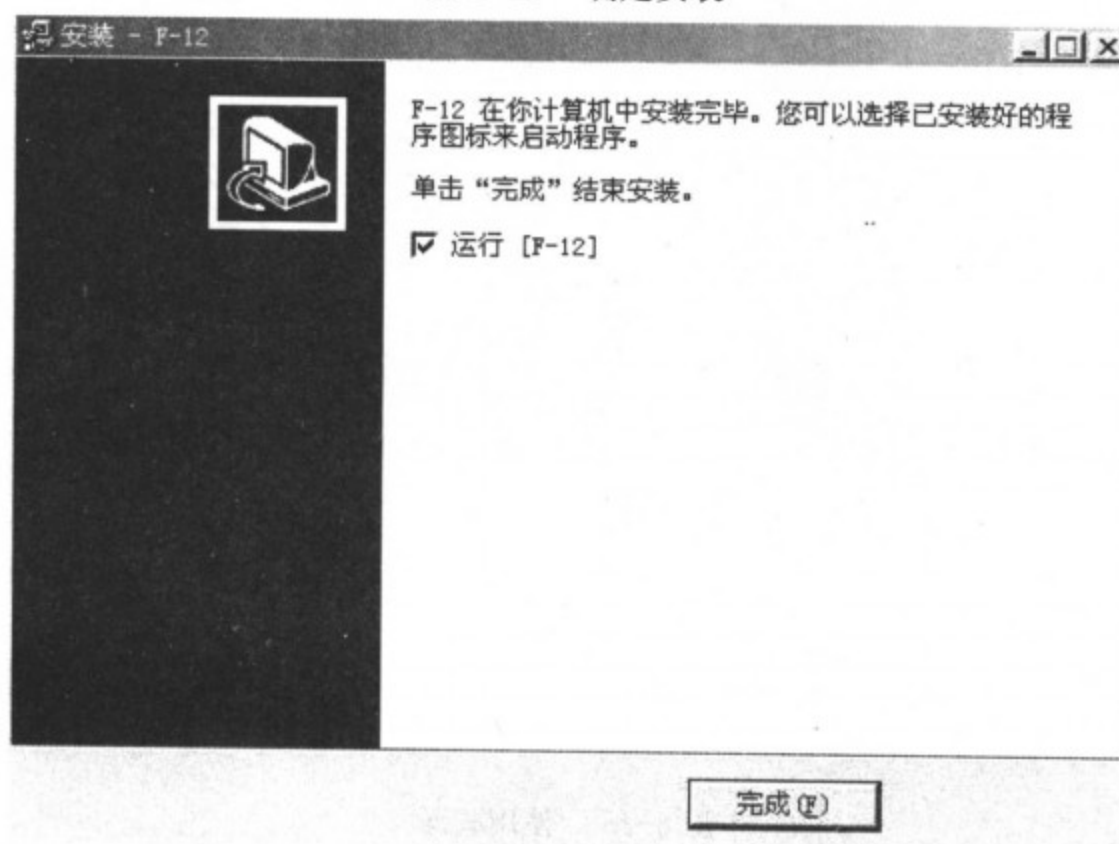 安装 - F-12
F-12 在你计算机中安装完毕。您可以选择已安装好的程
序图标来启动程序。
单击“完成”结束安装。
运行 [F-12]
完成(F)